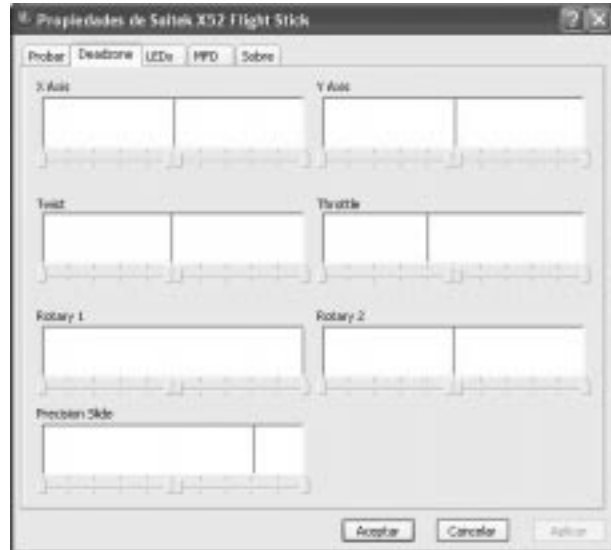 Propiedades de Saitek X52 Flight Stick
Probar Deadzone LEDs MFD Sobre
X Axis Y Axis
Twist Throttle
Rotary 1 Rotary 2
Precision Slide
Aceptar Cancelar Aplicar